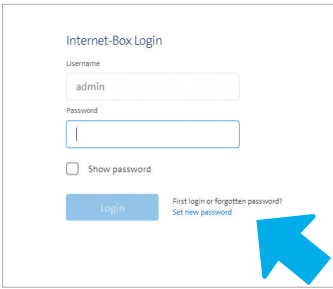 Internet-Box Login
Username
admin
Password
Show password
Login
First login or forgotten password?
Set new password